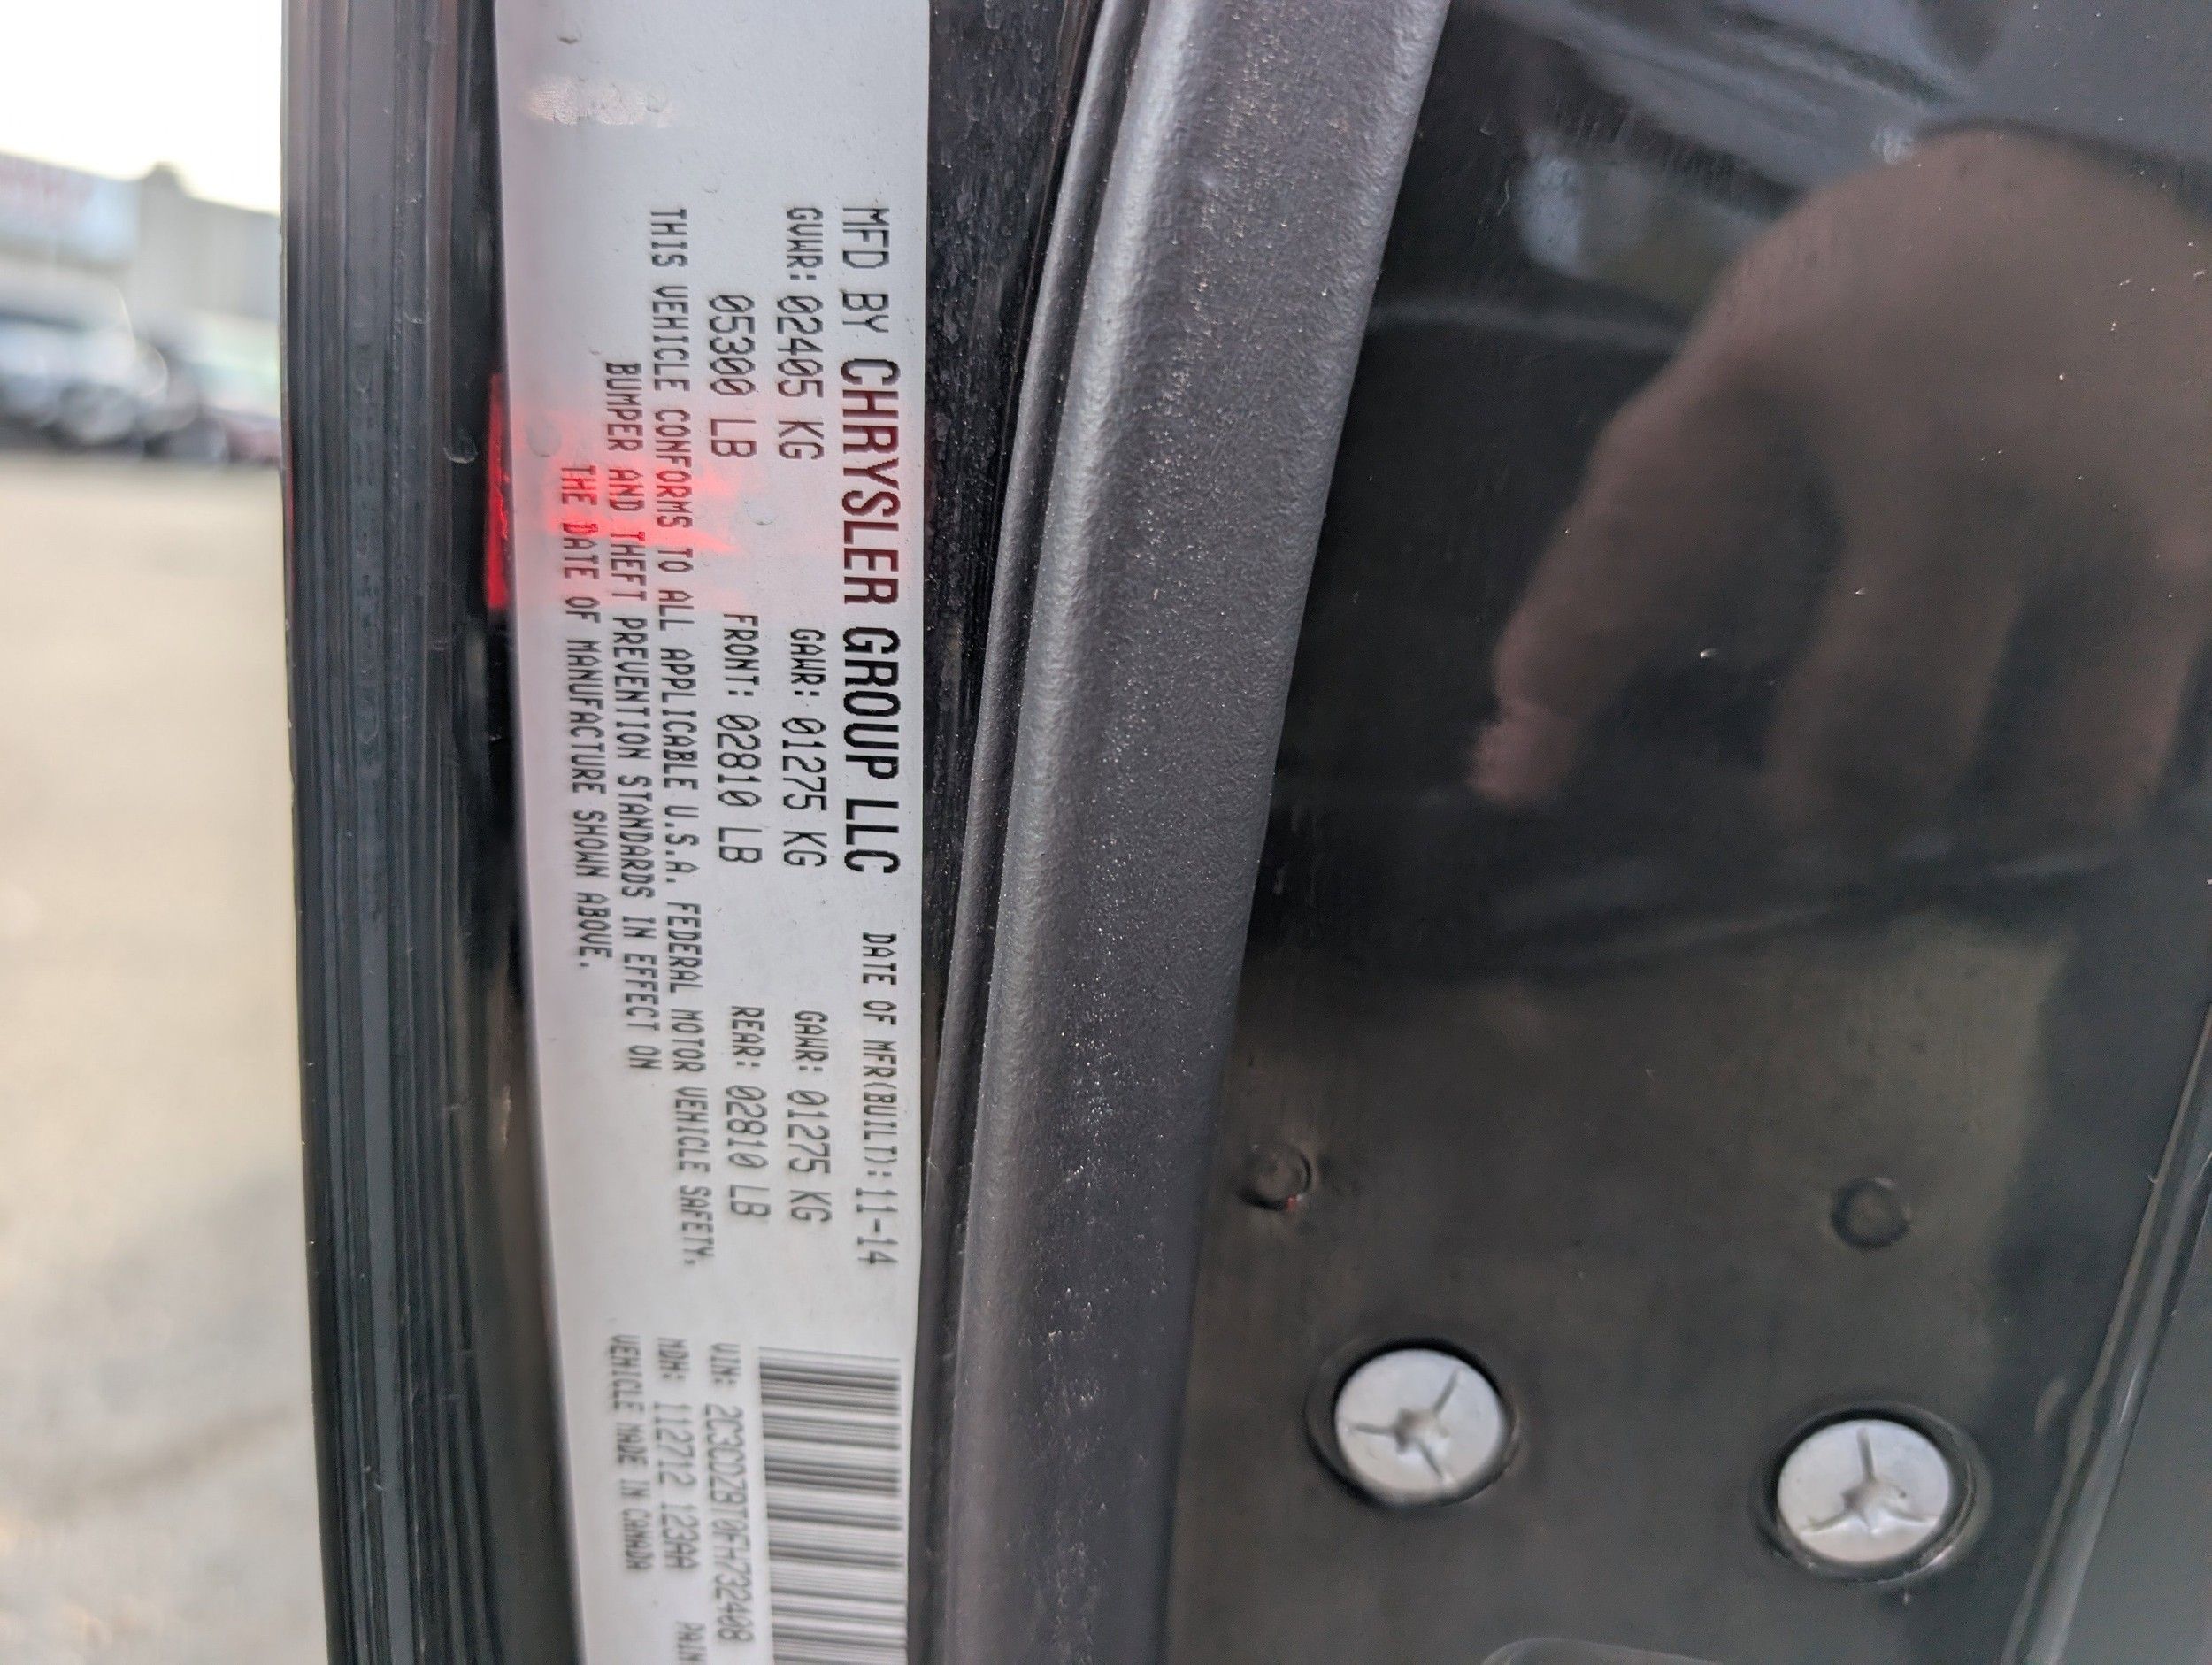 MFD BY CHRYSLER GROUP LLC DATE OF MFR(BUILT): 11-14
GVWR: 02405 KG GAWR: 01275 KG GAWR: 01275 KG
05300 LB FRONT: 02810 LB REAR: 02810 LB
THIS VEHICLE CONFORMS TO ALL APPLICABLE U.S.A. FEDERAL MOTOR VEHICLE SAFETY,
BUMPER AND THEFT PREVENTION STANDARDS IN EFFECT ON
THE DATE OF MANUFACTURE SHOWN ABOVE.
VIN: 2C3CDZBT0FH732408
MDH: 112712 123AA PAIN
VEHICLE MADE IN CANADA